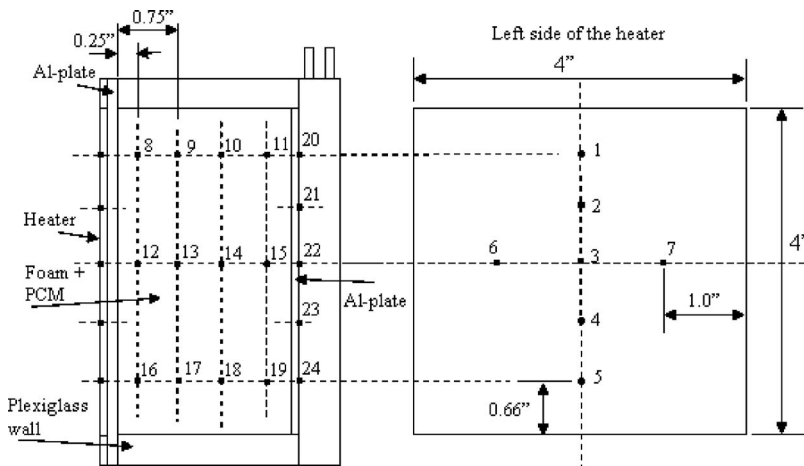 0.75”
0.25”
Al-plate
Left side of the heater
4”
8 9 10 11 20
1
21
2
Heater
12 13 14 15 22
6 3 7
4”
Foam +
PCM
Al-plate
23
4
1.0”
16 17 18 19 24
5
Plexiglass
wall
0.66”